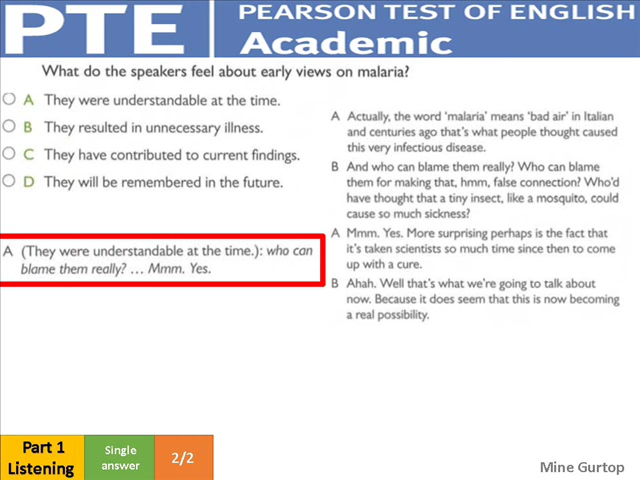 PTE
PEARSON TEST OF ENGLISH
Academic
What do the speakers feel about early views on malaria?
A They were understandable at the time.
B They resulted in unnecessary illness.
C They have contributed to current findings.
D They will be remembered in the future.
A (They were understandable at the time.): who can
blame them really? … Mmm. Yes.
A Actually, the word ‘malaria’ means ‘bad air’ in Italian
and centuries ago that’s what people thought caused
this very infectious disease.
B And who can blame them really? Who can blame
them for making that, hmm, false connection? Who’d
have thought that a tiny insect, like a mosquito, could
cause so much sickness?
A Mmm. Yes. More surprising perhaps is the fact that
it’s taken scientists so much time since then to come
up with a cure.
B Ahah. Well that’s what we’re going to talk about
now. Because it does seem that this is now becoming
a real possibility.
Part 1
Listening
Single
answer
2/2
Mine Gurtop